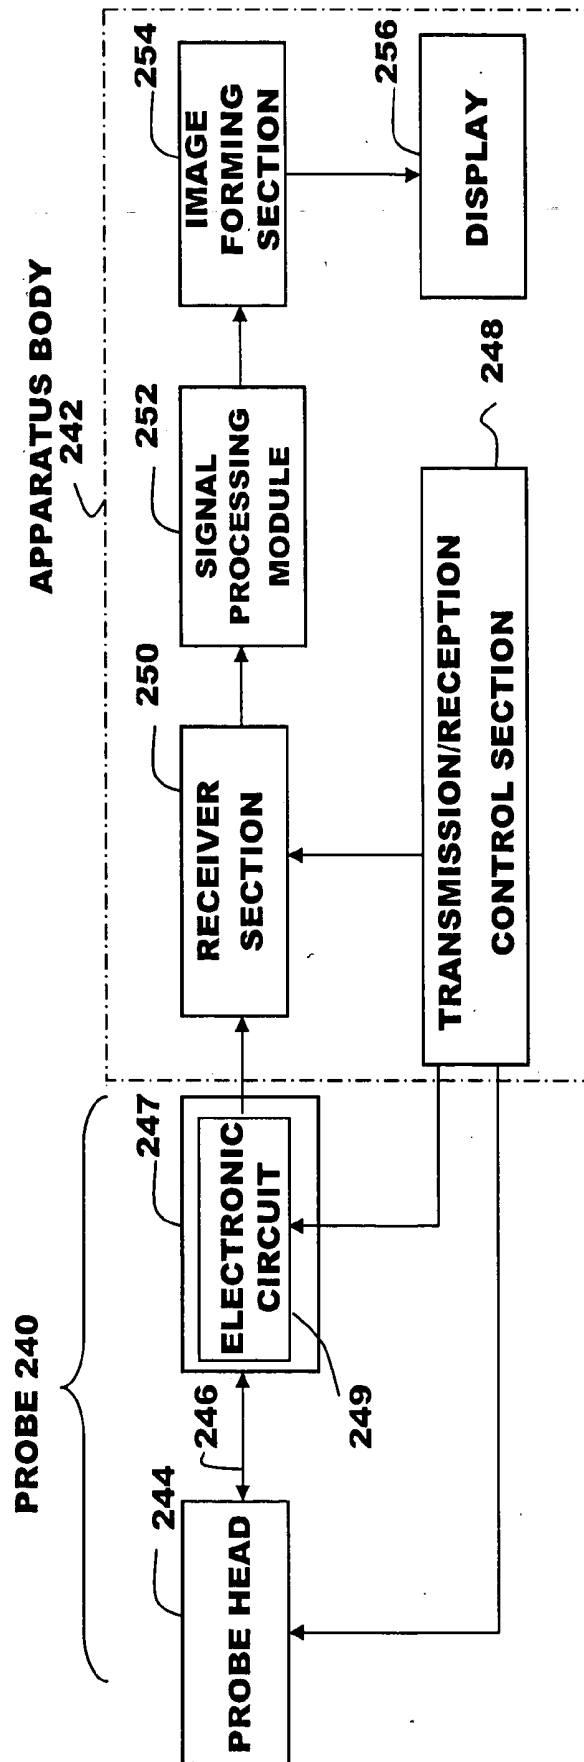 PROBE 240
APPARATUS BODY
242
244
PROBE HEAD
246
247
ELECTRONIC
CIRCUIT
249
250
RECEIVER
SECTION
252
SIGNAL
PROCESSING
MODULE
254
IMAGE
FORMING
SECTION
256
DISPLAY
248
TRANSMISSION/RECEPTION
CONTROL SECTION